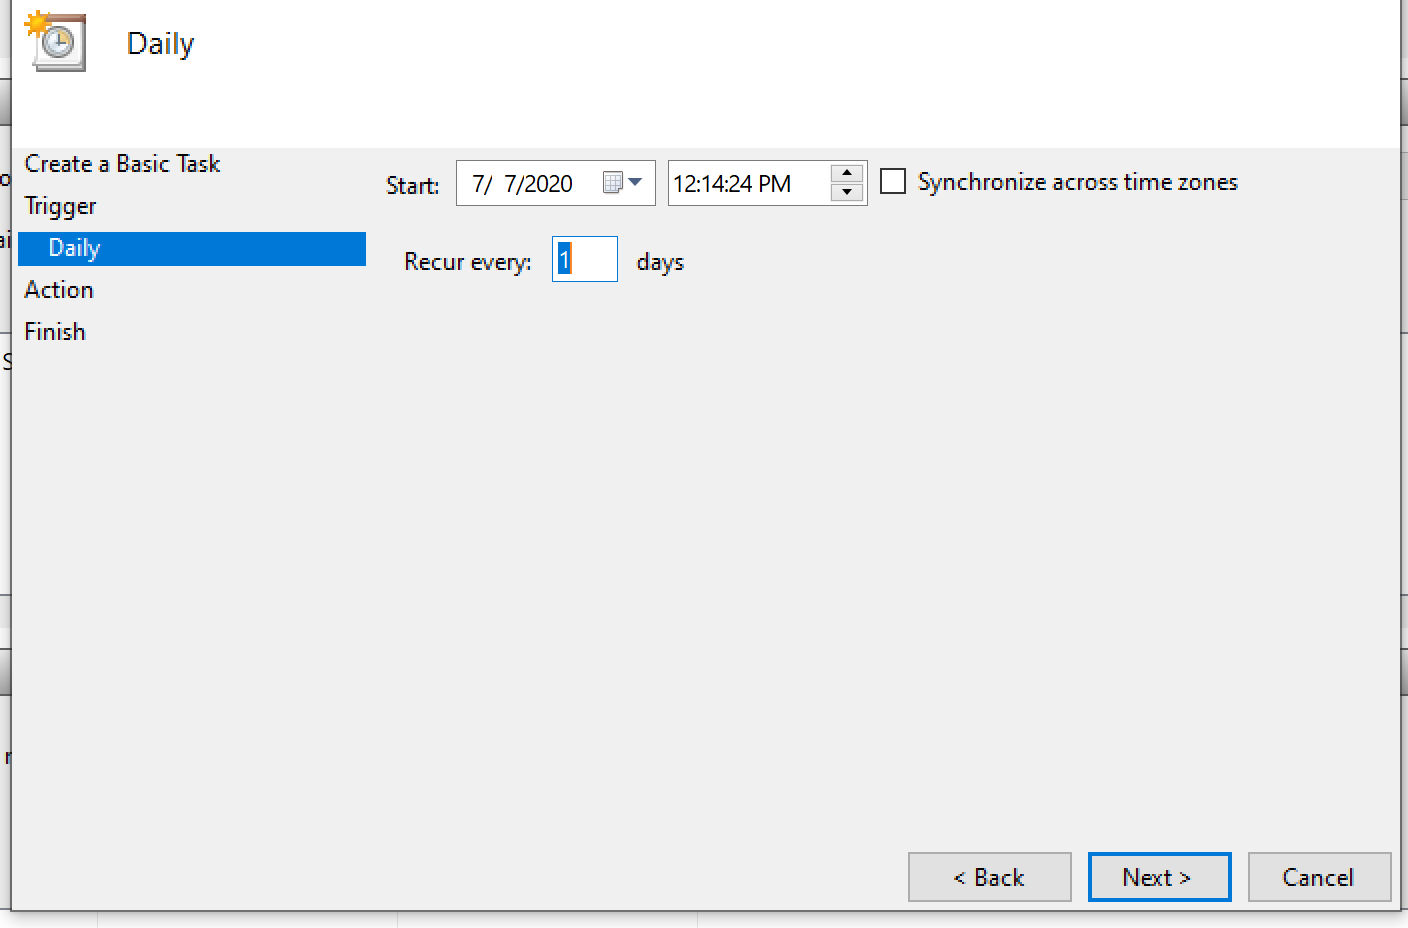 Daily
Create a Basic Task
Trigger
Daily
Action
Finish
Start: 7/ 7/2020 12:14:24 PM Synchronize across time zones
Recur every: 1 days
< Back Next > Cancel